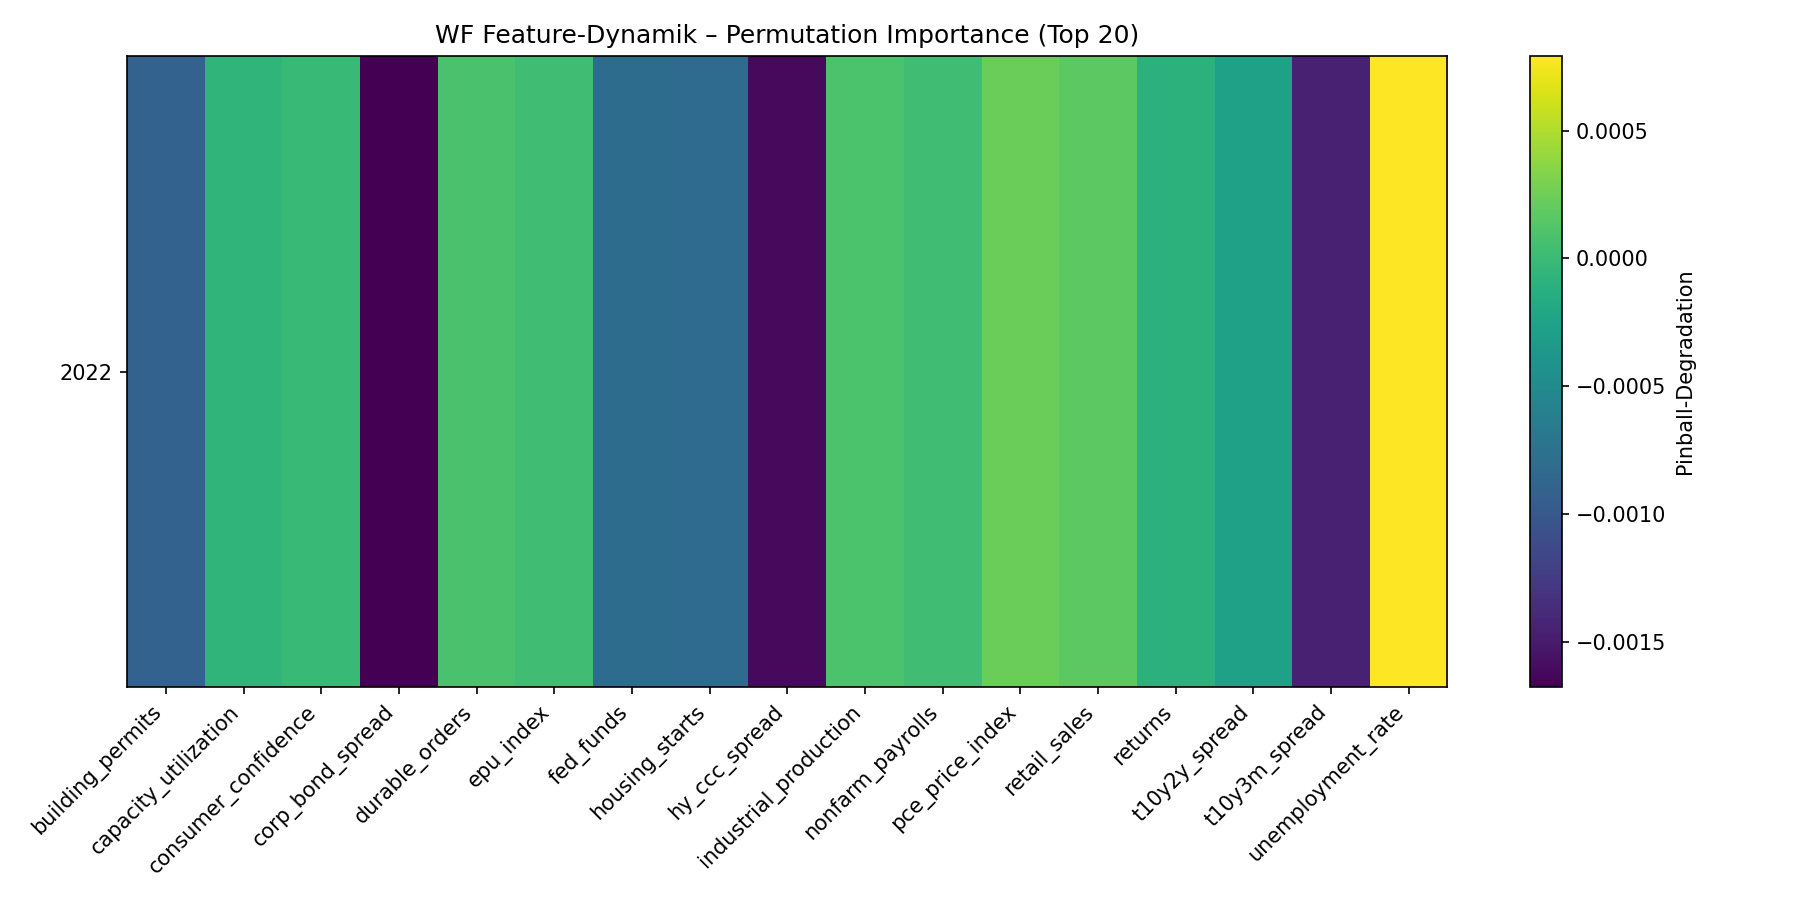 WF Feature-Dynamik – Permutation Importance (Top 20)
2022
building_permits
capacity_utilization
consumer_confidence
corp_bond_spread
durable_orders
epu_index
fed_funds
housing_starts
hy_ccc_spread
industrial_production
nonfarm_payrolls
pce_price_index
retail_sales
returns
t10y2y_spread
t10y3m_spread
unemployment_rate
0.0005
0.0000
−0.0005
−0.0010
−0.0015
Pinball-Degradation